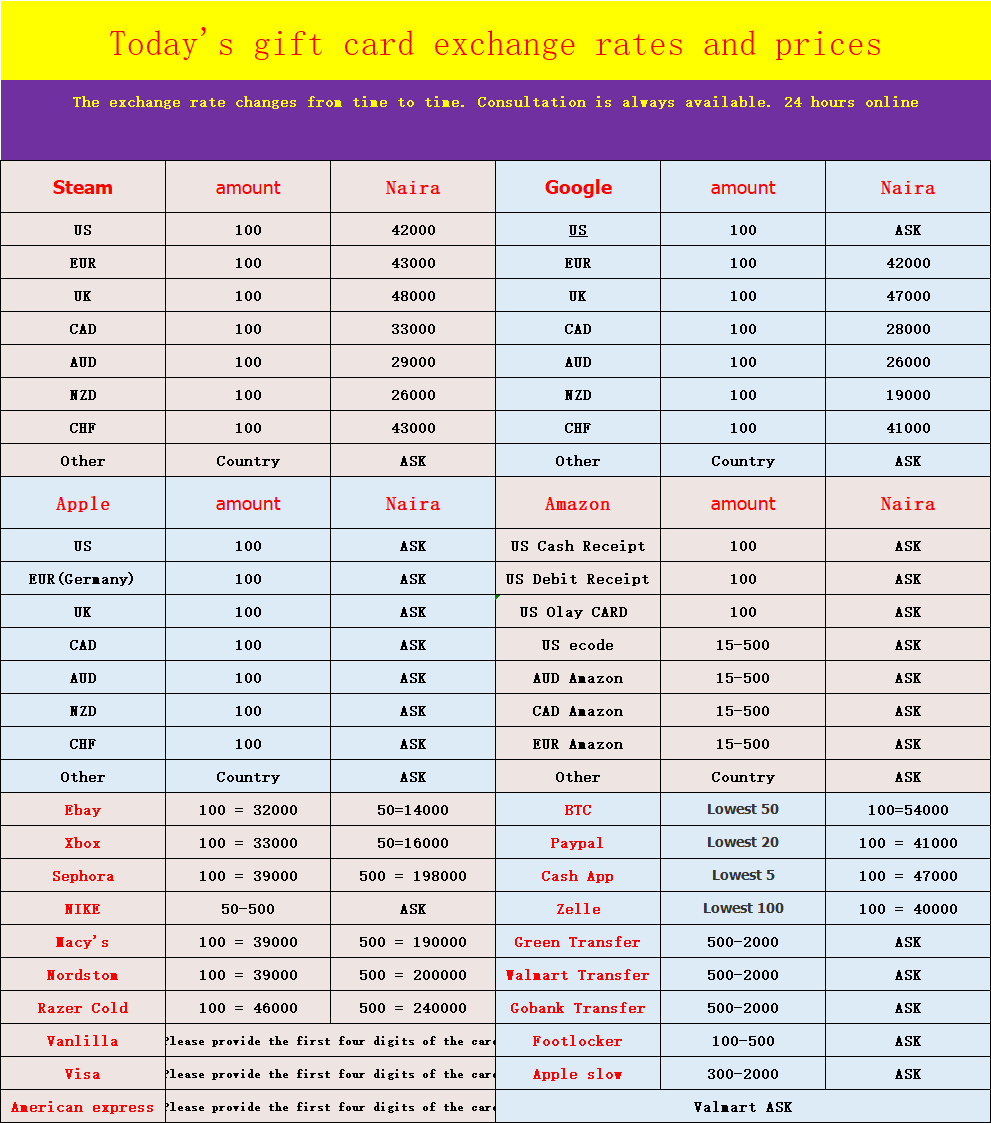 Today's gift card exchange rates and prices
The exchange rate changes from time to time. Consultation is always available. 24 hours online
Steam amount Naira Google amount Naira
US 100 42000 US 100 ASK
EUR 100 43000 EUR 100 42000
UK 100 48000 UK 100 47000
CAD 100 33000 CAD 100 28000
AUD 100 29000 AUD 100 26000
NZD 100 26000 NZD 100 19000
CHF 100 43000 CHF 100 41000
Other Country ASK Other Country ASK
Apple amount Naira Amazon amount Naira
US 100 ASK US Cash Receipt 100 ASK
EUR(Germany) 100 ASK US Debit Receipt 100 ASK
UK 100 ASK US Olay CARD 100 ASK
CAD 100 ASK US ecode 15-500 ASK
AUD 100 ASK AUD Amazon 15-500 ASK
NZD 100 ASK CAD Amazon 15-500 ASK
CHF 100 ASK EUR Amazon 15-500 ASK
Other Country ASK Other Country ASK
Ebay 100 = 32000 50=14000 BTC Lowest 50 100=54000
Xbox 100 = 33000 50=16000 Paypal Lowest 20 100 = 41000
Sephora 100 = 39000 500 = 198000 Cash App Lowest 5 100 = 47000
NIKE 50-500 ASK Zelle Lowest 100 100 = 40000
Macy's 100 = 39000 500 = 190000 Green Transfer 500-2000 ASK
Nordstom 100 = 39000 500 = 200000 Walmart Transfer 500-2000 ASK
Razer Cold 100 = 46000 500 = 240000 Gobank Transfer 500-2000 ASK
Vanlilla Please provide the first four digits of the card Footlocker 100-500 ASK
Visa Please provide the first four digits of the card Apple slow 300-2000 ASK
American express Please provide the first four digits of the card Valmart ASK